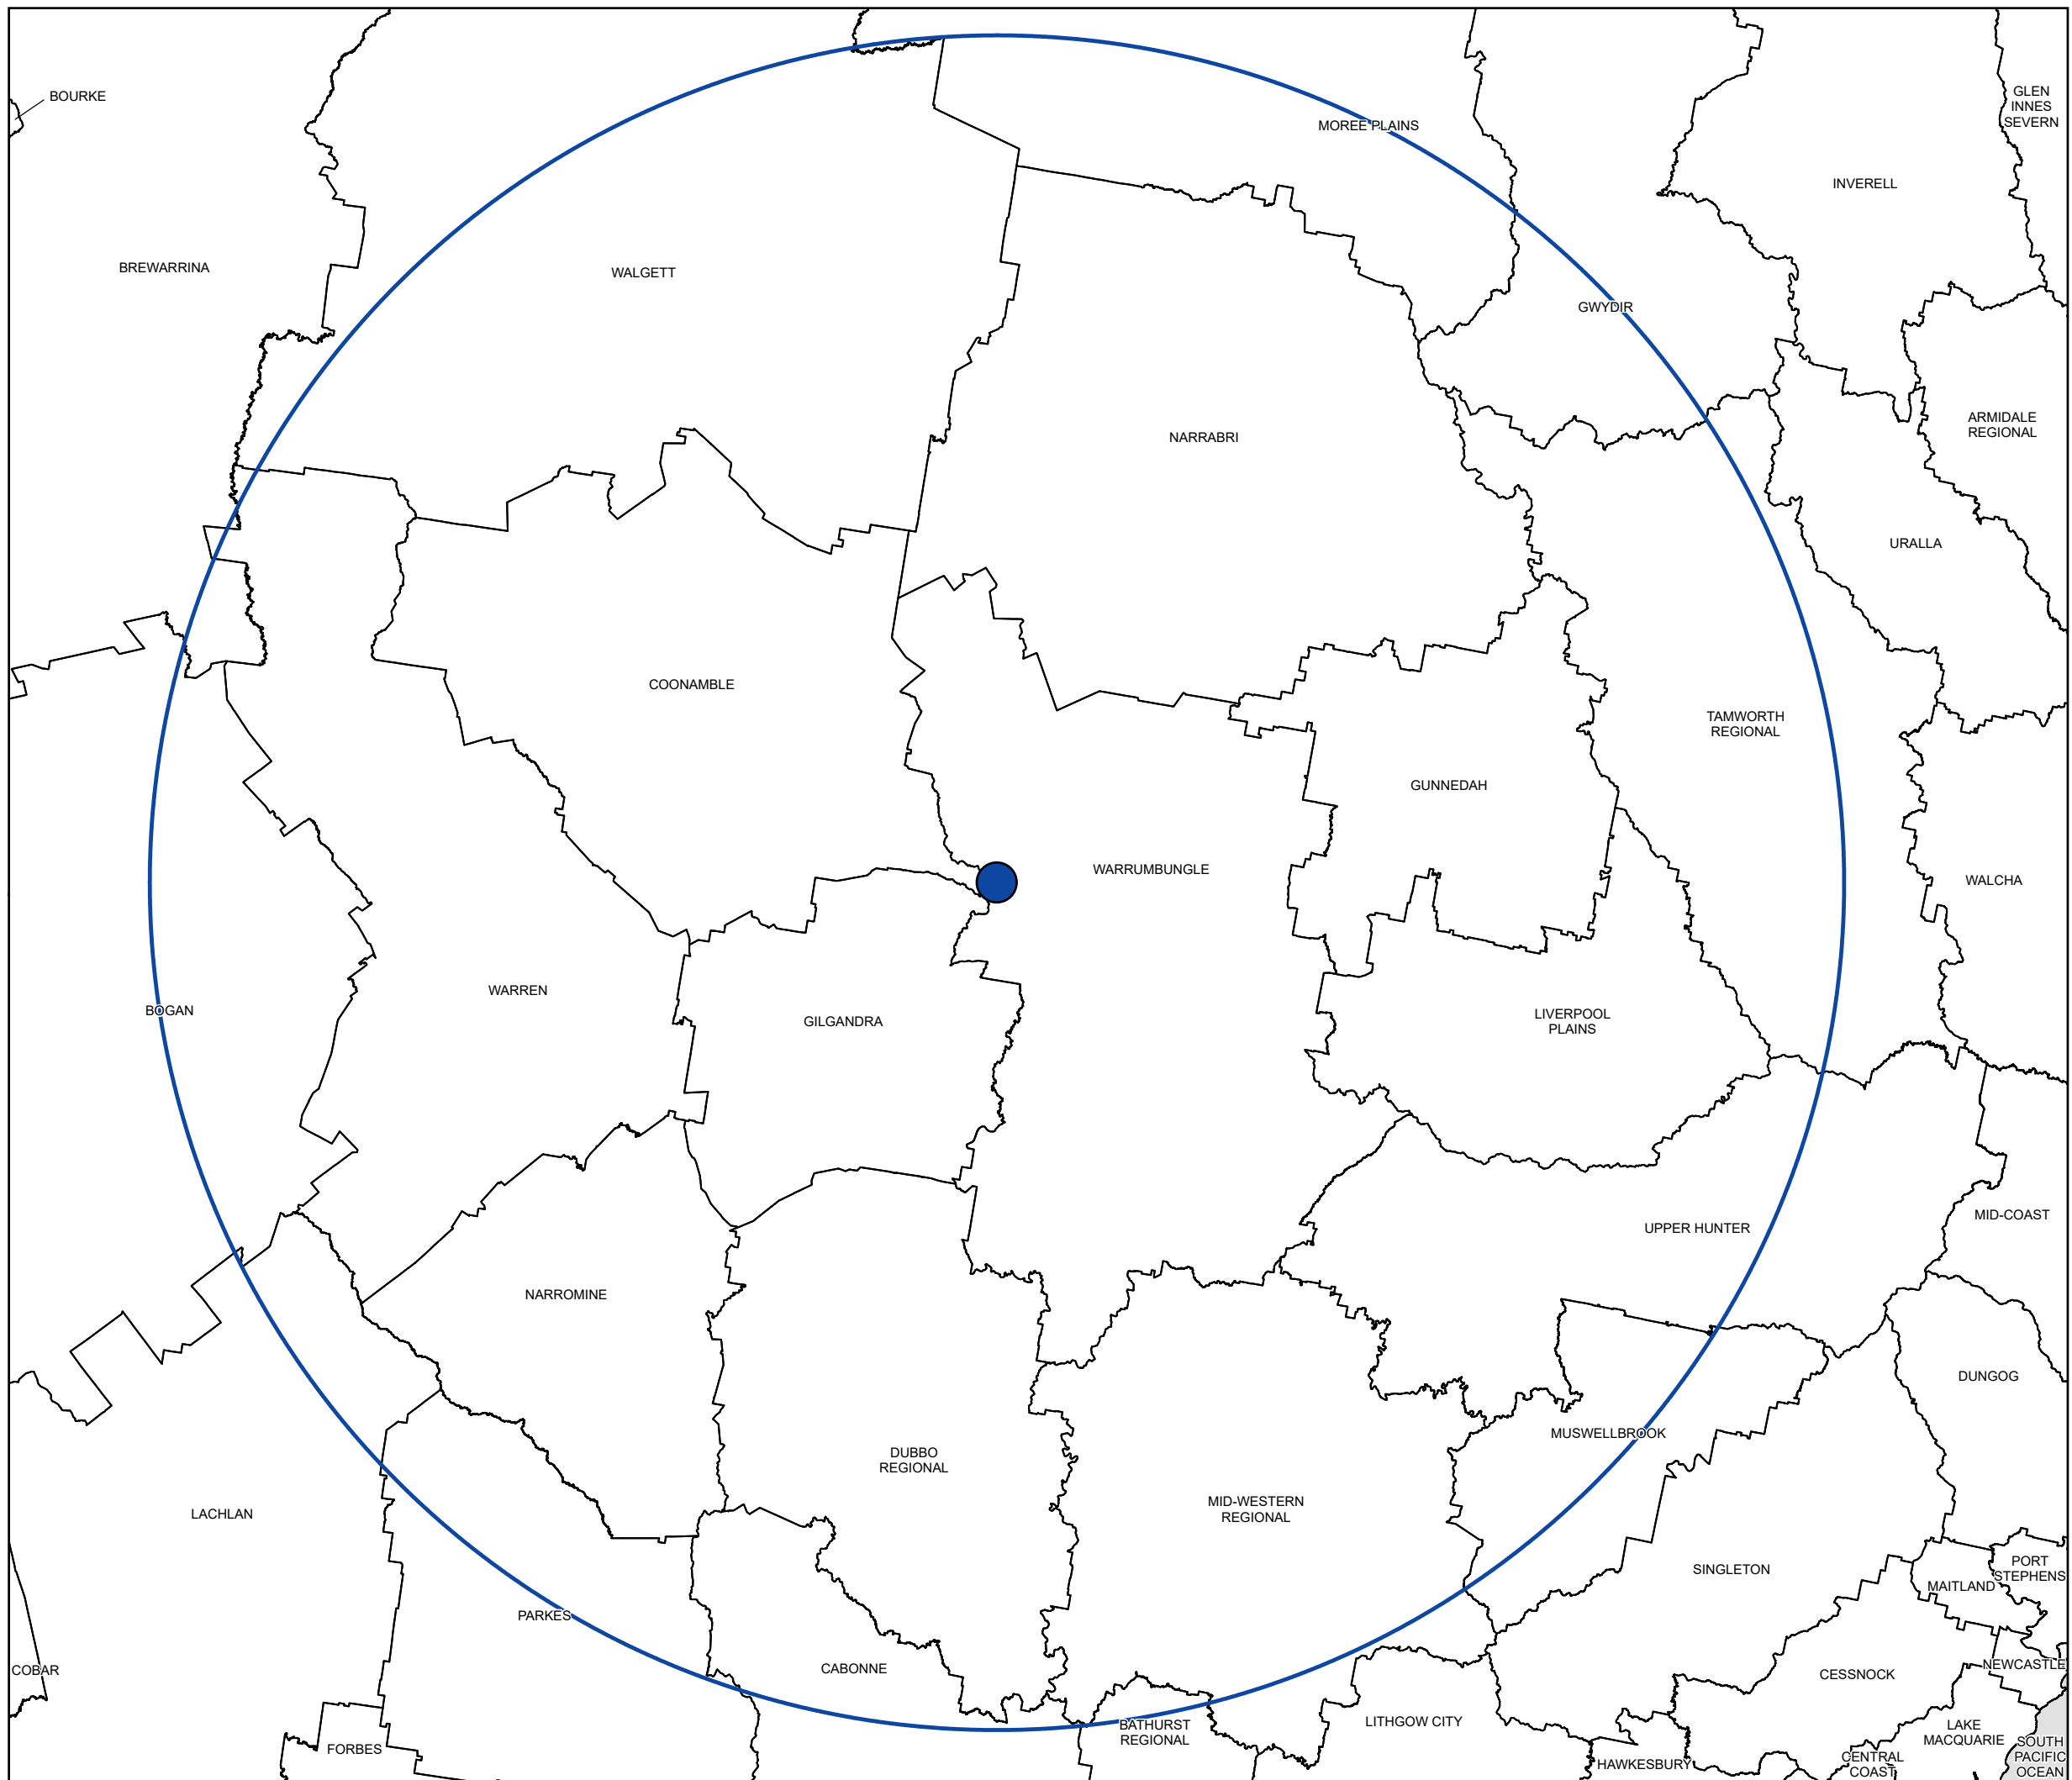 BOURKE
GLEN
INNES
SEVERN
MOREE PLAINS
INVERELL
BREWARRINA
WALGETT
GWYDIR
NARRABRI
ARMIDALE
REGIONAL
URALLA
COONAMBLE
TAMWORTH
REGIONAL
GUNNEDAH
WARRUMBUNGLE
WALCHA
WARREN
BOGAN
GILGANDRA
LIVERPOOL
PLAINS
MID-COAST
UPPER HUNTER
NARROMINE
DUNGOG
MUSWELLBROOK
DUBBO
REGIONAL
MID-WESTERN
REGIONAL
LACHLAN
SINGLETON
PORT
STEPHENS
MAITLAND
PARKES
COBAR
CABONNE
CESSNOCK
NEWCASTLE
BATHURST
REGIONAL
LITHGOW CITY
LAKE
MACQUARIE
FORBES
HAWKESBURY
CENTRAL
COAST
SOUTH
PACIFIC
OCEAN